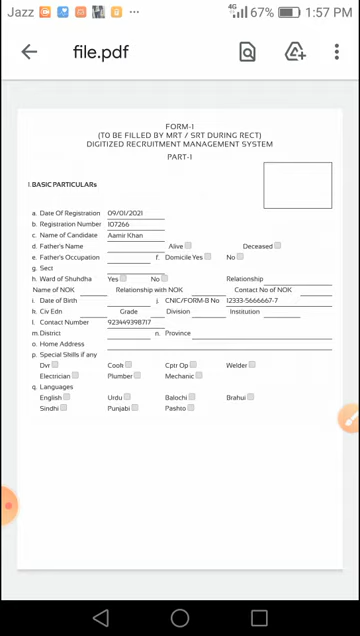 Jazz ... 4G 67% 1:57 PM
file.pdf
FORM-I
(TO BE FILLED BY MRT / SRT DURING RECT)
DIGITIZED RECRUITMENT MANAGEMENT SYSTEM
PART-1
1. BASIC PARTICULARs
a. Date Of Registration 09/01/2021
b. Registration Number 107266
c. Name of Candidate Aamir Khan
d. Father's Name Alive Deceased
e. Father's Occupation f. Domicile Yes No
g. Sect
h. Ward of Shuhdha Yes No Relationship
Name of NOK Relationship with NOK Contact No of NOK
i. Date of Birth j. CNIC/FORM-B No 12333-5666667-7
k. Civ Edn Grade Division Institution
l. Contact Number 923449398717
m. District n. Province
o. Home Address
p. Special Skills if any
Dvr Cook Cptr Op Welder
Electrician Plumber Mechanic
q. Languages
English Urdu Balochi Brahui
Sindhi Punjabi Pashto